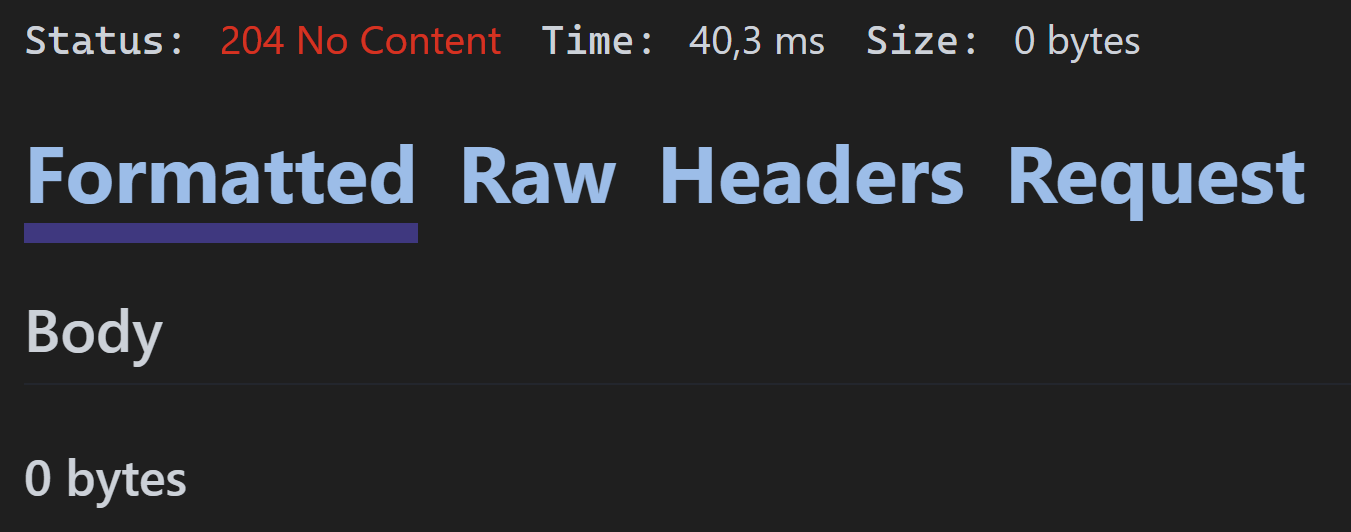 Status: 204 No Content Time: 40,3 ms Size: 0 bytes
Formatted Raw Headers Request
Body
0 bytes